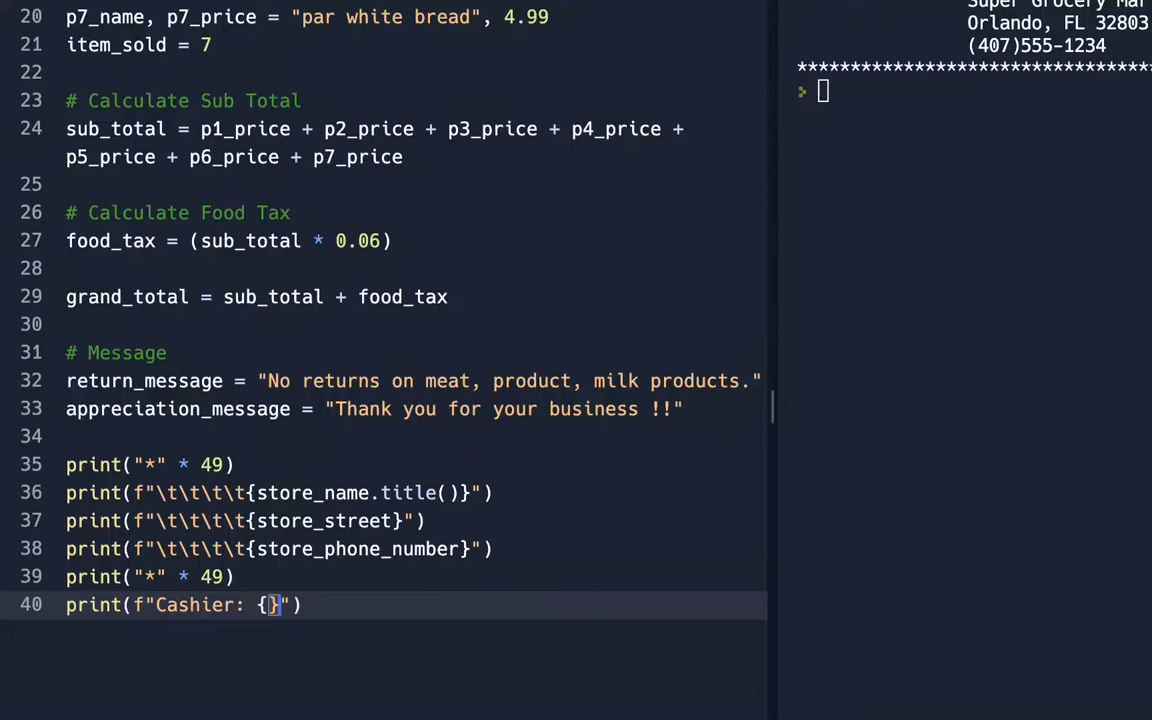 20 p7_name, p7_price = "par white bread", 4.99
21 item_sold = 7
22
23 # Calculate Sub Total
24 sub_total = p1_price + p2_price + p3_price + p4_price +
p5_price + p6_price + p7_price
25
26 # Calculate Food Tax
27 food_tax = (sub_total * 0.06)
28
29 grand_total = sub_total + food_tax
30
31 # Message
32 return_message = "No returns on meat, product, milk products."
33 appreciation_message = "Thank you for your business !!"
34
35 print("*" * 49)
36 print(f"\t\t\t\t{store_name.title()}")
37 print(f"\t\t\t\t{store_street}")
38 print(f"\t\t\t\t{store_phone_number}")
39 print("*" * 49)
40 print(f"Cashier: {}")
Super Grocery Mar
Orlando, FL 32803
(407)555-1234
*********************************
>